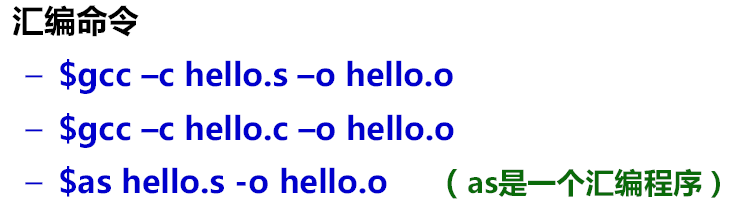 汇编命令
– $gcc –c hello.s –o hello.o
– $gcc –c hello.c –o hello.o
– $as hello.s -o hello.o （as是一个汇编程序）